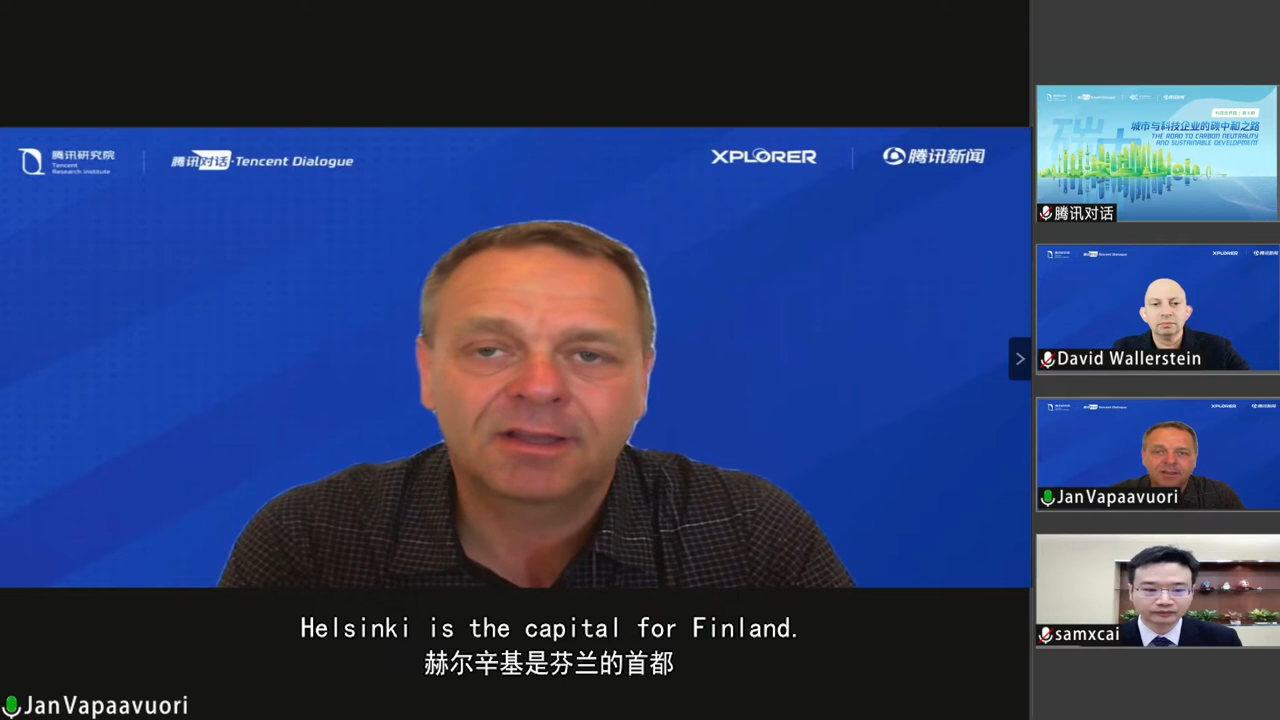 腾讯研究院
Tencent
Research Institute
腾讯对话·Tencent Dialogue
XPLORER
腾讯新闻
Helsinki is the capital for Finland.
赫尔辛基是芬兰的首都
JanVapaavuori
城市与科技企业的碳中和之路
THE ROAD TO CARBON NEUTRALITY
AND SUSTAINABLE DEVELOPMENT
腾讯对话
XPLORER
David Wallerstein
XPLORER
JanVapaavuori
samxcai